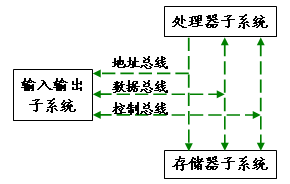 处理器子系统
地址总线
输入输出
子系统
数据总线
控制总线
存储器子系统